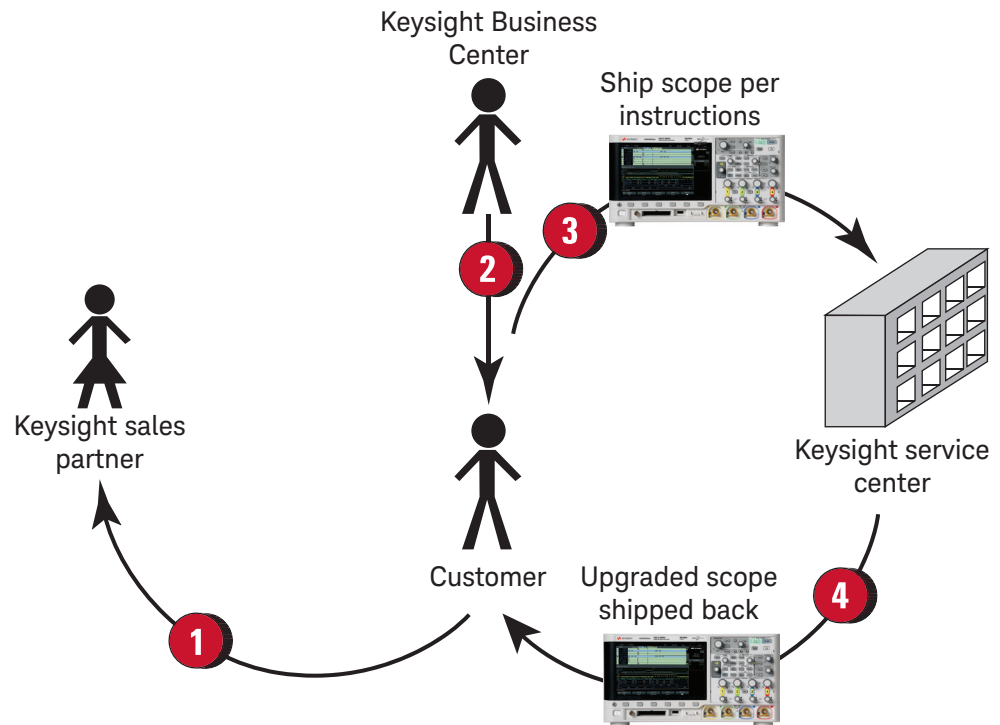 Keysight Business
Center
Ship scope per
instructions
3
2
Keysight sales
partner
Keysight service
center
Customer
Upgraded scope
shipped back
4
1